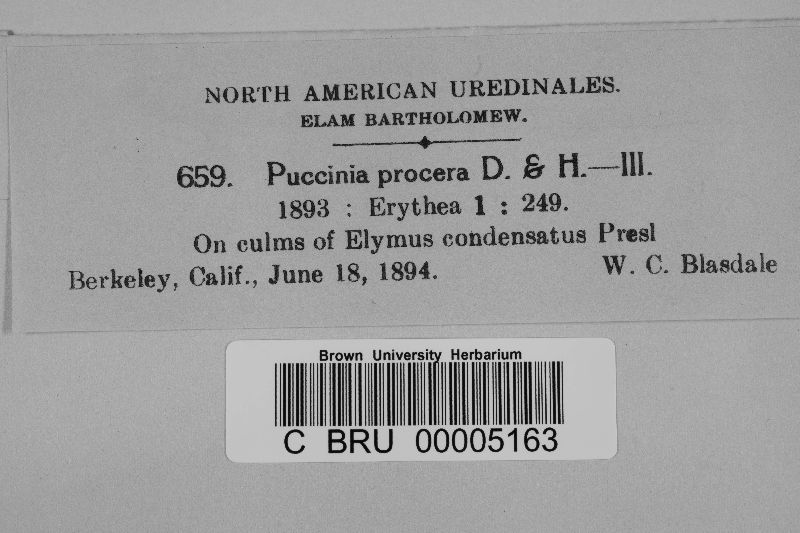 NORTH AMERICAN UREDINALES.
ELAM BARTHOLOMEW.
659. Puccinia procera D. & H.—III.
1893 : Erythea 1 : 249.
On culms of Elymus condensatus Presl
Berkeley, Calif., June 18, 1894. W. C. Blasdale
Brown University Herbarium
C BRU 00005163